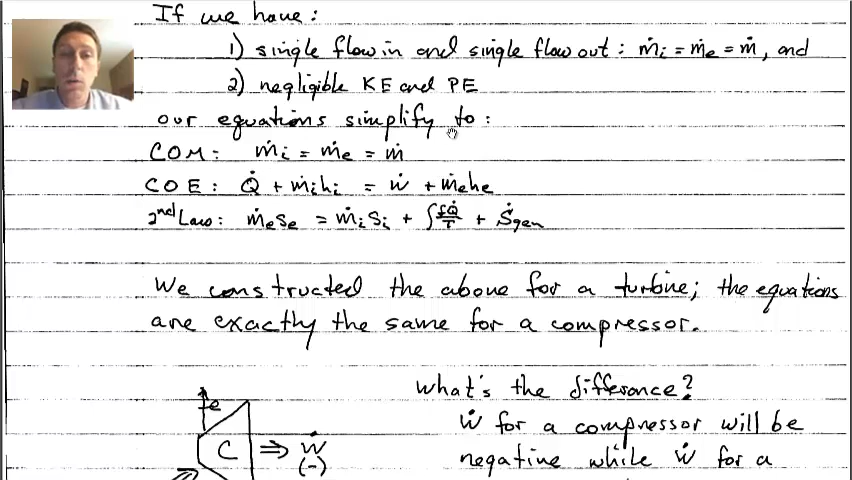 If we have:
1) single flow in and single flow out: ṁi = ṁe = ṁ, and
2) negligible KE and PE
our equations simplify to:
COM: ṁi = ṁe = ṁ
COE: Q̇ + ṁihi = ẇ + ṁehe
2nd Law: ṁese = ṁisi + ∫δQ̇/T + Ṡgen
We constructed the above for a turbine; the equations
are exactly the same for a compressor.
What's the difference?
ẇ for a compressor will be
negative while ẇ for a
e
C ⇒ Ẇ
(-)